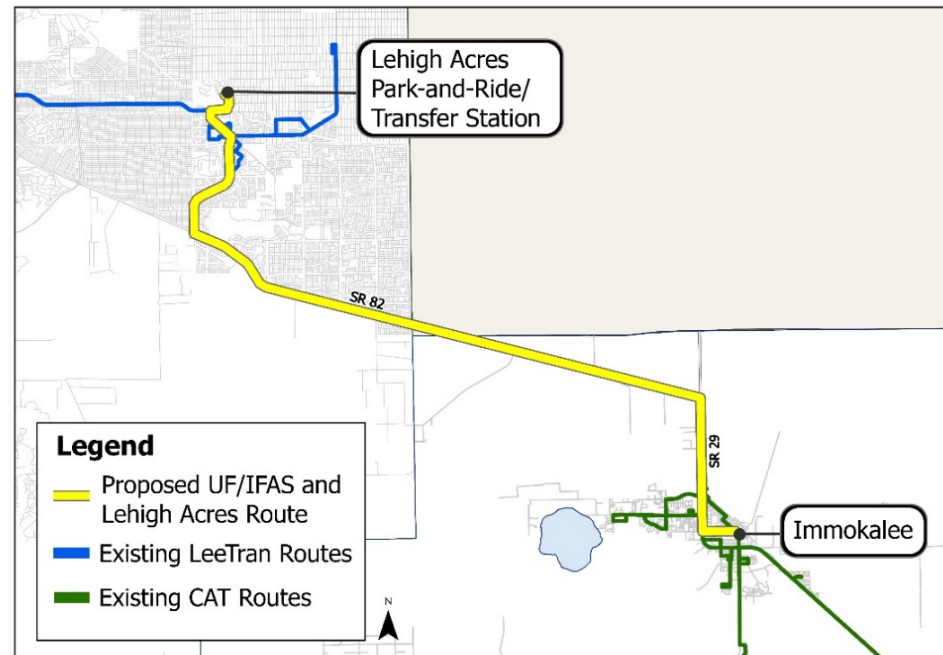 Lehigh Acres
Park-and-Ride/
Transfer Station
SR 82
SR 29
Immokalee
Legend
Proposed UF/IFAS and
Lehigh Acres Route
Existing LeeTran Routes
Existing CAT Routes
N